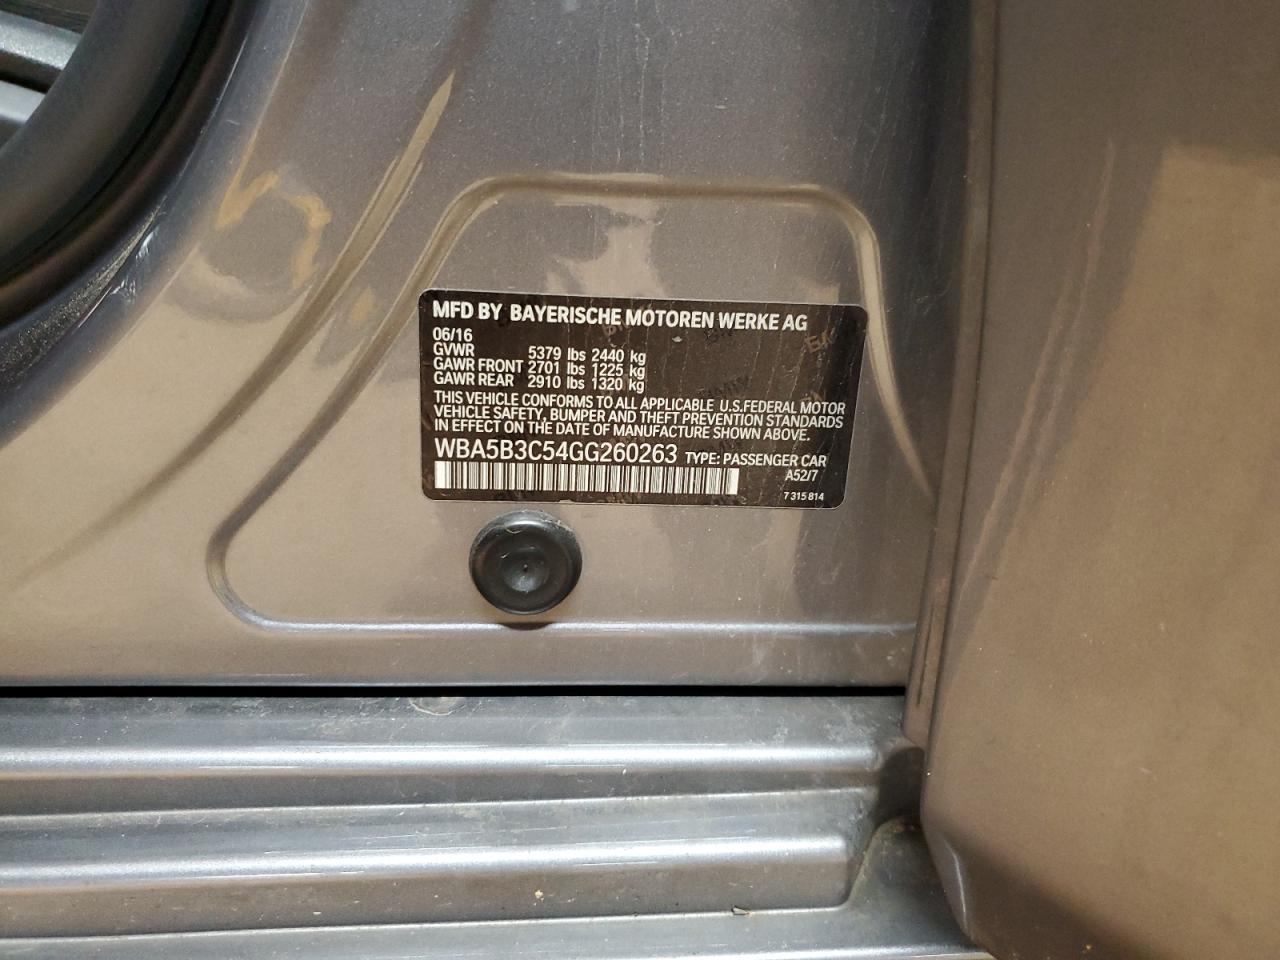 MFD BY BAYERISCHE MOTOREN WERKE AG
06/16
GVWR 5379 lbs 2440 kg
GAWR FRONT 2701 lbs 1225 kg
GAWR REAR 2910 lbs 1320 kg
THIS VEHICLE CONFORMS TO ALL APPLICABLE U.S.FEDERAL MOTOR
VEHICLE SAFETY, BUMPER AND THEFT PREVENTION STANDARDS
IN EFFECT ON THE DATE OF MANUFACTURE SHOWN ABOVE.
WBA5B3C54GG260263 TYPE: PASSENGER CAR
A52/7
7 315 814